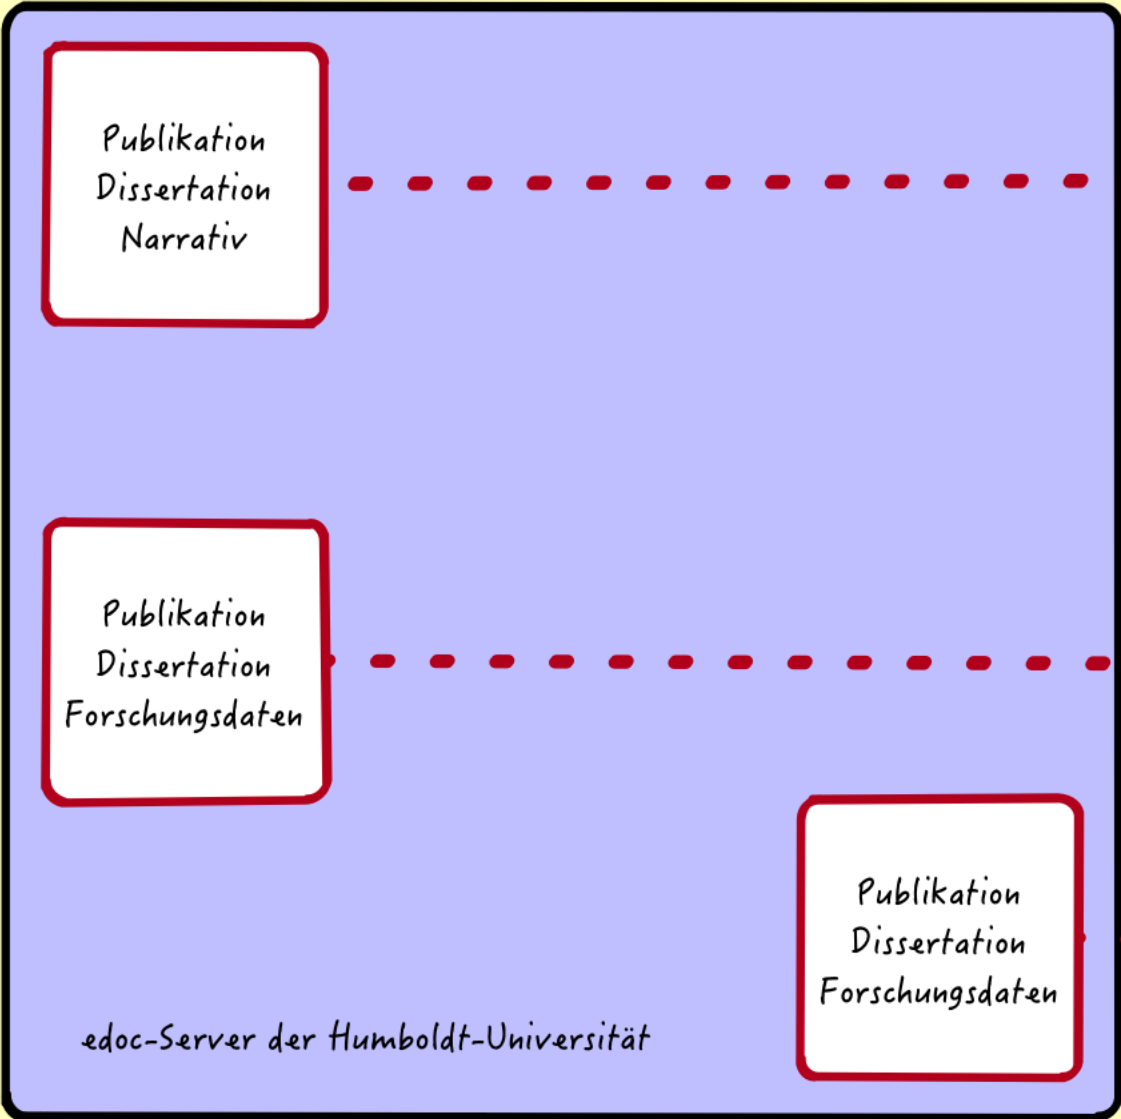 Publikation
Dissertation
Narrativ
Publikation
Dissertation
Forschungsdaten
Publikation
Dissertation
Forschungsdaten
edoc-Server der Humboldt-Universität